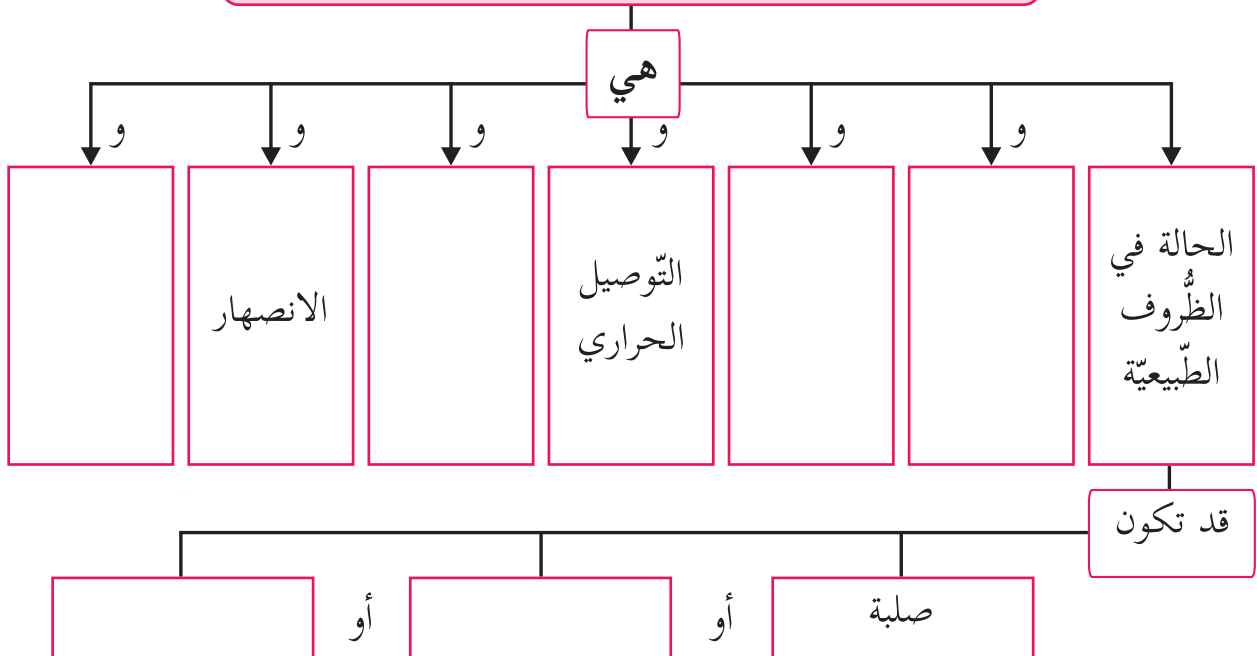 هي
و
و
و
و
و
و
الحالة في
الظُّروف
الطّبيعيّة
التّوصيل
الحراري
الانصهار
قد تكون
صلبة
أو
أو